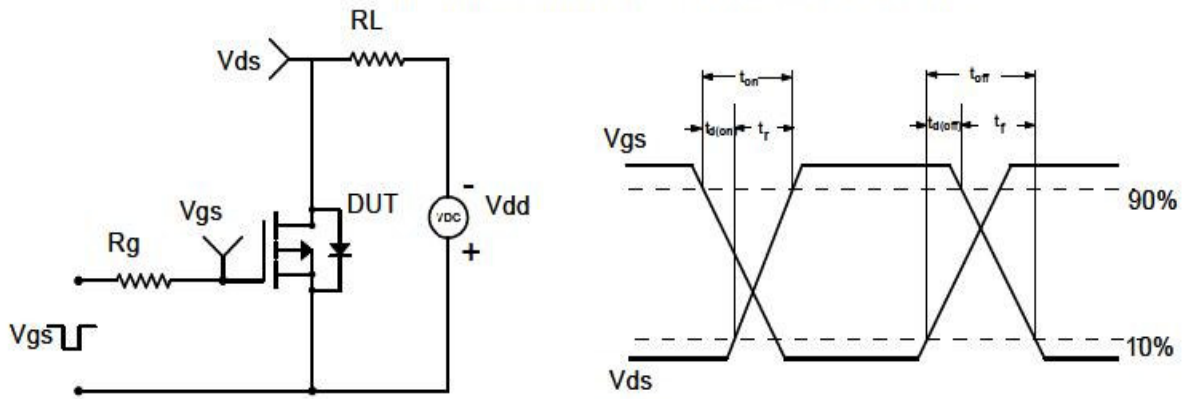 RL
Vds
-
Vgs
DUT
VDC
Vdd
Rg
+
Vgs
ton
toff
td(on)
tr
td(off)
tf
Vgs
90%
10%
Vds